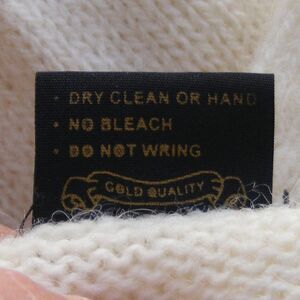 • DRY CLEAN OR HAND
• NO BLEACH
• DO NOT WRING
GOLD QUALITY